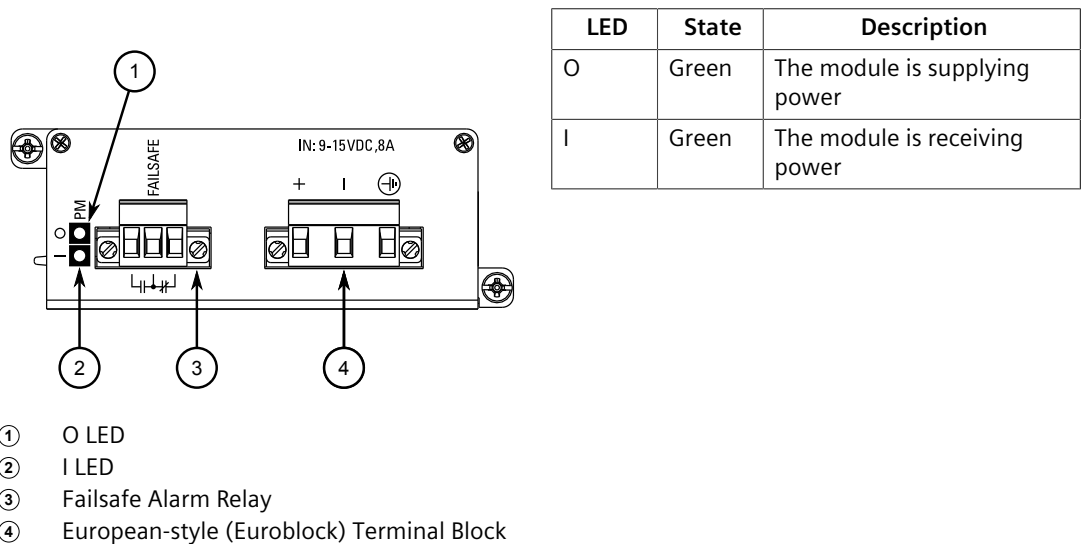 1
FAILSAFE
IN: 9-15VDC,8A
+ I
PM
O
I
2 3 4
① O LED
② I LED
③ Failsafe Alarm Relay
④ European-style (Euroblock) Terminal Block
LED State Description
O Green The module is supplying
power
I Green The module is receiving
power